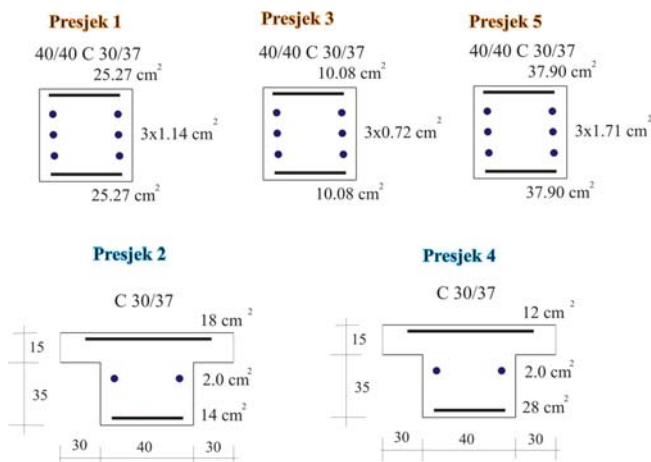 Presjek 1
40/40 C 30/37
25.27 cm²
3x1.14 cm²
25.27 cm²
Presjek 3
40/40 C 30/37
10.08 cm²
3x0.72 cm²
10.08 cm²
Presjek 5
40/40 C 30/37
37.90 cm²
3x1.71 cm²
37.90 cm²
Presjek 2
C 30/37
18 cm²
15
35
2.0 cm²
14 cm²
30 40 30
Presjek 4
C 30/37
12 cm²
15
35
2.0 cm²
28 cm²
30 40 30